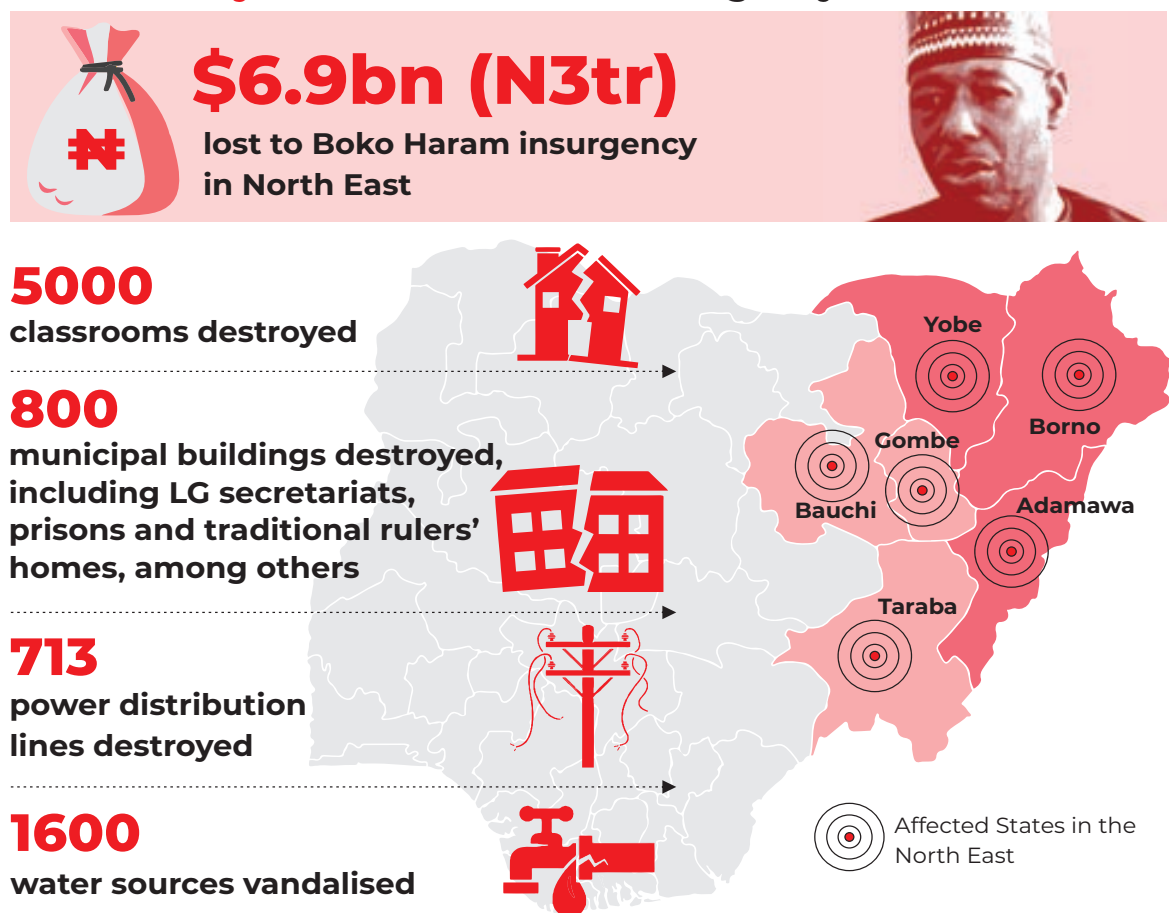 $6.9bn (N3tr)
lost to Boko Haram insurgency
in North East
₦
5000
classrooms destroyed
800
municipal buildings destroyed,
including LG secretariats,
prisons and traditional rulers’
homes, among others
713
power distribution
lines destroyed
1600
water sources vandalised
Yobe
Borno
Gombe
Bauchi
Adamawa
Taraba
Affected States in the
North East